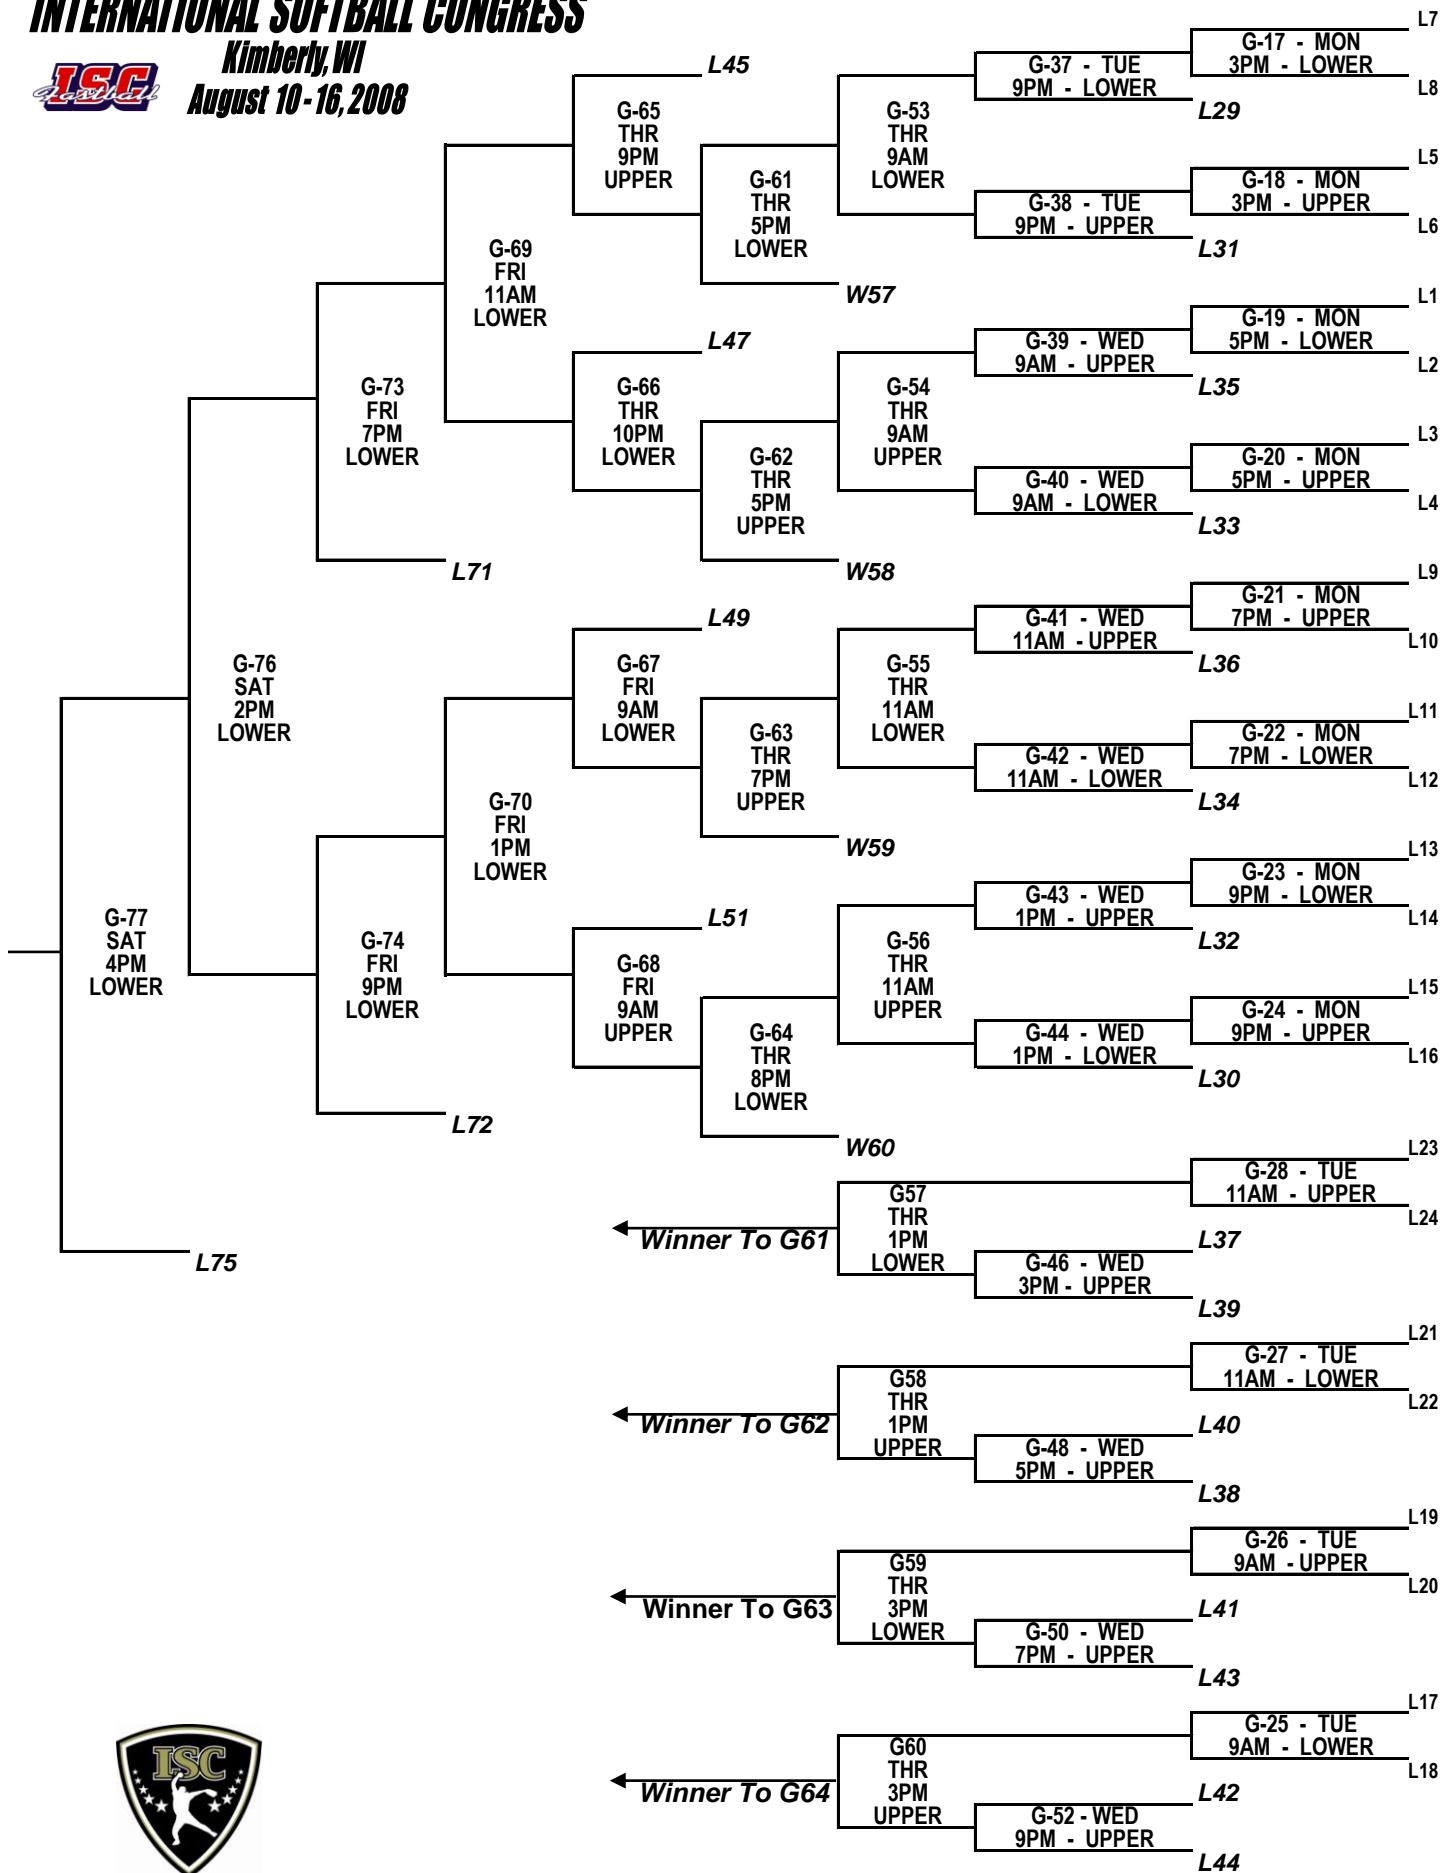 INTERNATIONAL SOFTBALL CONGRESS
Kimberly, WI
August 10 - 16, 2008
ISC
Fastball
L45
L7
G-17 - MON
3PM - LOWER
L8
G-37 - TUE
9PM - LOWER
L29
G-65
THR
9PM
UPPER
G-53
THR
9AM
LOWER
L5
G-18 - MON
3PM - UPPER
L6
G-61
THR
5PM
LOWER
G-38 - TUE
9PM - UPPER
L31
G-69
FRI
11AM
LOWER
W57
L1
G-19 - MON
5PM - LOWER
L2
L47
G-39 - WED
9AM - UPPER
L35
G-73
FRI
7PM
LOWER
G-66
THR
10PM
LOWER
G-54
THR
9AM
UPPER
L3
G-20 - MON
5PM - UPPER
L4
G-62
THR
5PM
UPPER
G-40 - WED
9AM - LOWER
L33
L71
W58
L9
G-21 - MON
7PM - UPPER
L10
L49
G-41 - WED
11AM - UPPER
L36
G-76
SAT
2PM
LOWER
G-67
FRI
9AM
LOWER
G-55
THR
11AM
LOWER
L11
G-22 - MON
7PM - LOWER
L12
G-63
THR
7PM
UPPER
G-42 - WED
11AM - LOWER
L34
G-70
FRI
1PM
LOWER
W59
L13
G-23 - MON
9PM - LOWER
L14
L51
G-43 - WED
1PM - UPPER
L32
G-77
SAT
4PM
LOWER
G-74
FRI
9PM
LOWER
G-68
FRI
9AM
UPPER
G-56
THR
11AM
UPPER
L15
G-24 - MON
9PM - UPPER
L16
G-64
THR
8PM
LOWER
G-44 - WED
1PM - LOWER
L30
L72
W60
L23
G-28 - TUE
11AM - UPPER
L24
G57
THR
1PM
LOWER
Winner To G61
L37
G-46 - WED
3PM - UPPER
L39
L75
L21
G-27 - TUE
11AM - LOWER
L22
G58
THR
1PM
UPPER
Winner To G62
L40
G-48 - WED
5PM - UPPER
L38
L19
G-26 - TUE
9AM - UPPER
L20
G59
THR
3PM
LOWER
Winner To G63
L41
G-50 - WED
7PM - UPPER
L43
L17
G-25 - TUE
9AM - LOWER
L18
G60
THR
3PM
UPPER
Winner To G64
L42
G-52 - WED
9PM - UPPER
L44
ISC